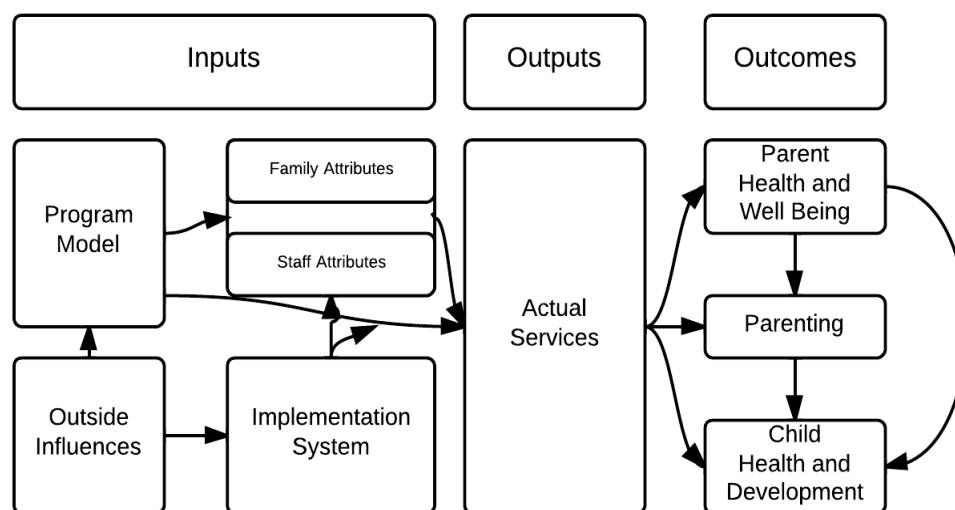 Inputs
Outputs
Outcomes
Program
Model
Family Attributes
Staff Attributes
Outside
Influences
Implementation
System
Actual
Services
Parent
Health and
Well Being
Parenting
Child
Health and
Development